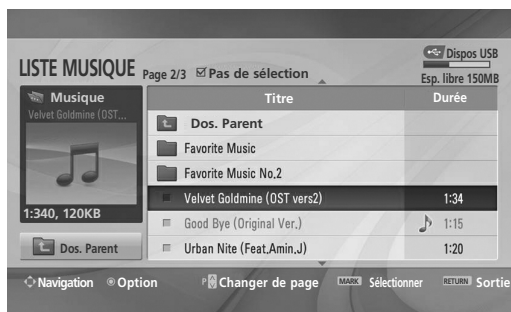 Dispos USB
LISTE MUSIQUE Page 2/3 Pas de sélection
Esp. libre 150MB
Musique
Velvet Goldmine (OST...
1:340, 120KB
Dos. Parent
Titre Durée
Dos. Parent
Favorite Music
Favorite Music No.2
Velvet Goldmine (OST vers2) 1:34
Good Bye (Original Ver.) 1:15
Urban Nite (Feat,Amin,J) 1:20
Navigation Option P Changer de page MARK Sélectionner RETURN Sortie